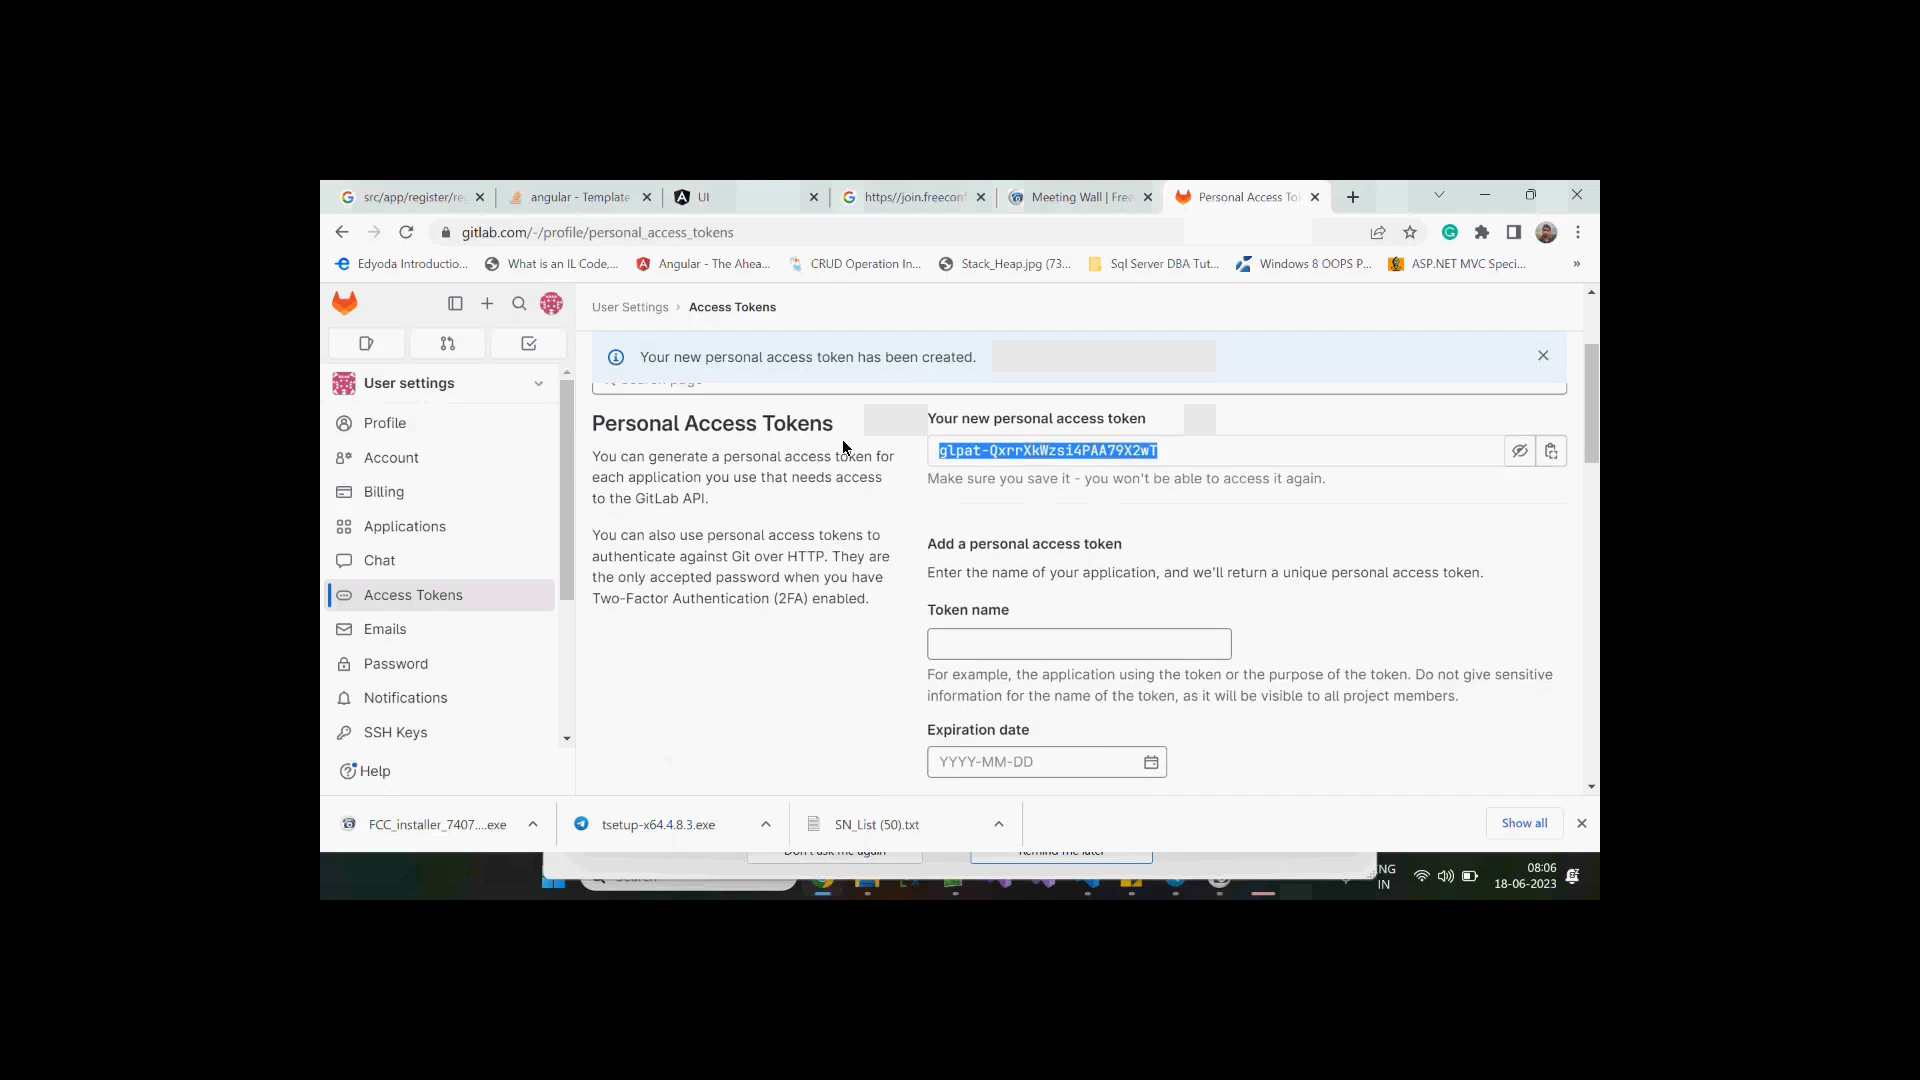 src/app/register/re
angular - Template
UI
https//join.freeconf
Meeting Wall | Free
Personal Access To
gitlab.com/-/profile/personal_access_tokens
Edyoda Introductio...
What is an IL Code,...
Angular - The Ahea...
CRUD Operation In...
Stack_Heap.jpg (73...
Sql Server DBA Tut...
Windows 8 OOPS P...
ASP.NET MVC Speci...
»
User Settings › Access Tokens
Your new personal access token has been created.
User settings
Profile
Account
Billing
Applications
Chat
Access Tokens
Emails
Password
Notifications
SSH Keys
Help
Personal Access Tokens
You can generate a personal access token for
each application you use that needs access
to the GitLab API.
You can also use personal access tokens to
authenticate against Git over HTTP. They are
the only accepted password when you have
Two-Factor Authentication (2FA) enabled.
Your new personal access token
glpat-QxrrXkWzsi4PAA79X2wT
Make sure you save it - you won't be able to access it again.
Add a personal access token
Enter the name of your application, and we'll return a unique personal access token.
Token name
For example, the application using the token or the purpose of the token. Do not give sensitive
information for the name of the token, as it will be visible to all project members.
Expiration date
YYYY-MM-DD
FCC_installer_7407....exe
tsetup-x64.4.8.3.exe
SN_List (50).txt
Show all
Don't ask me again
Remind me later
Search
NG
IN
08:06
18-06-2023